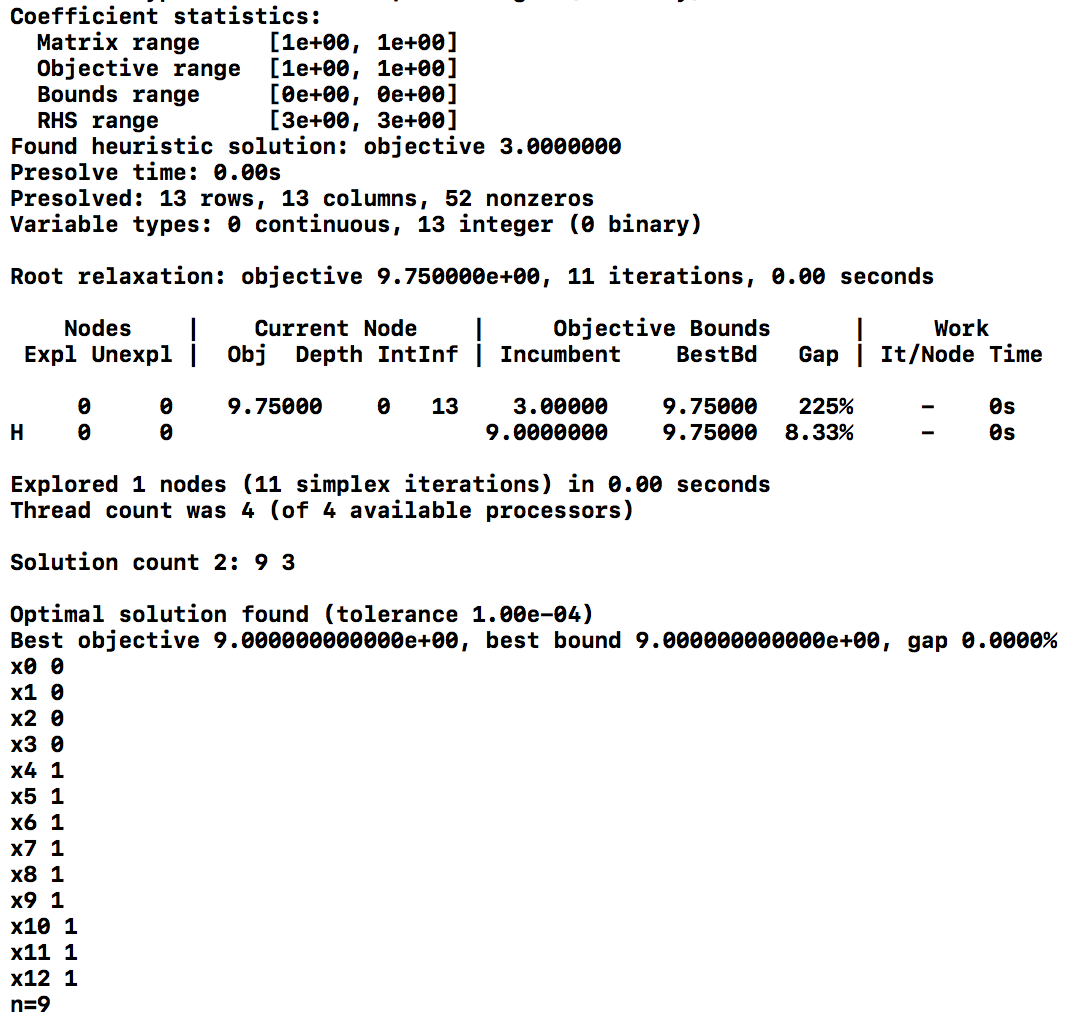 Coefficient statistics:
  Matrix range     [1e+00, 1e+00]
  Objective range  [1e+00, 1e+00]
  Bounds range     [0e+00, 0e+00]
  RHS range        [3e+00, 3e+00]
Found heuristic solution: objective 3.0000000
Presolve time: 0.00s
Presolved: 13 rows, 13 columns, 52 nonzeros
Variable types: 0 continuous, 13 integer (0 binary)

Root relaxation: objective 9.750000e+00, 11 iterations, 0.00 seconds

    Nodes    |    Current Node    |     Objective Bounds      |     Work
 Expl Unexpl |  Obj  Depth IntInf | Incumbent    BestBd   Gap | It/Node Time

     0     0    9.75000    0   13    3.00000    9.75000   225%     -    0s
H    0     0                       9.0000000    9.75000  8.33%     -    0s

Explored 1 nodes (11 simplex iterations) in 0.00 seconds
Thread count was 4 (of 4 available processors)

Solution count 2: 9 3

Optimal solution found (tolerance 1.00e-04)
Best objective 9.000000000000e+00, best bound 9.000000000000e+00, gap 0.0000%
x0 0
x1 0
x2 0
x3 0
x4 1
x5 1
x6 1
x7 1
x8 1
x9 1
x10 1
x11 1
x12 1
n=9